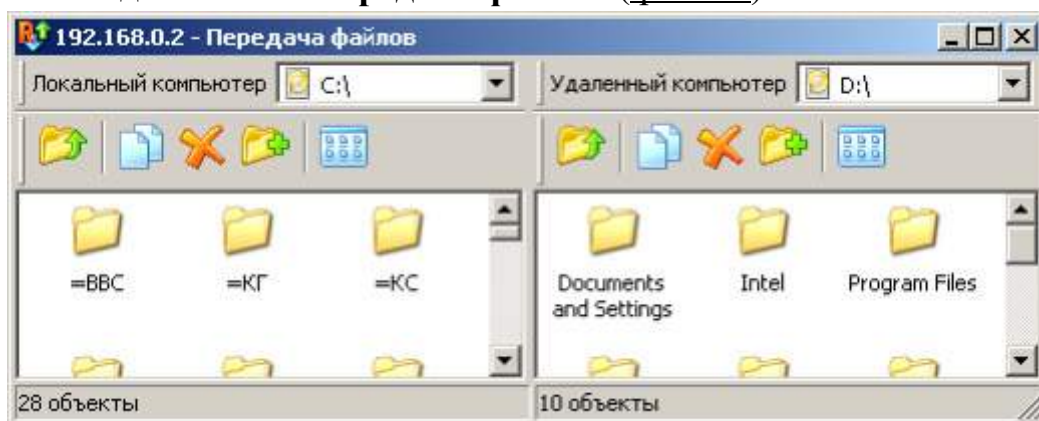 192.168.0.2 - Передача файлов
Локальный компьютер C:\
Удаленный компьютер D:\
=BBC
=КГ
=КС
Documents and Settings
Intel
Program Files
28 объекты
10 объекты